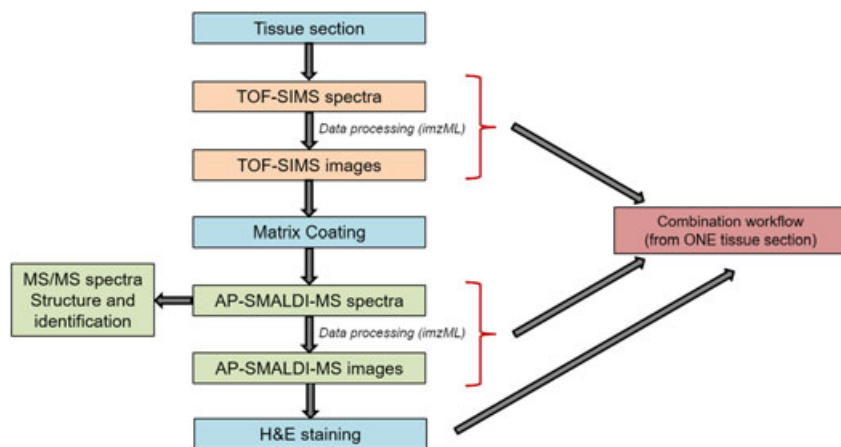 Tissue section
TOF-SIMS spectra
Data processing (imzML)
TOF-SIMS images
Matrix Coating
Combination workflow
(from ONE tissue section)
MS/MS spectra
Structure and
identification
AP-SMALDI-MS spectra
Data processing (imzML)
AP-SMALDI-MS images
H&E staining